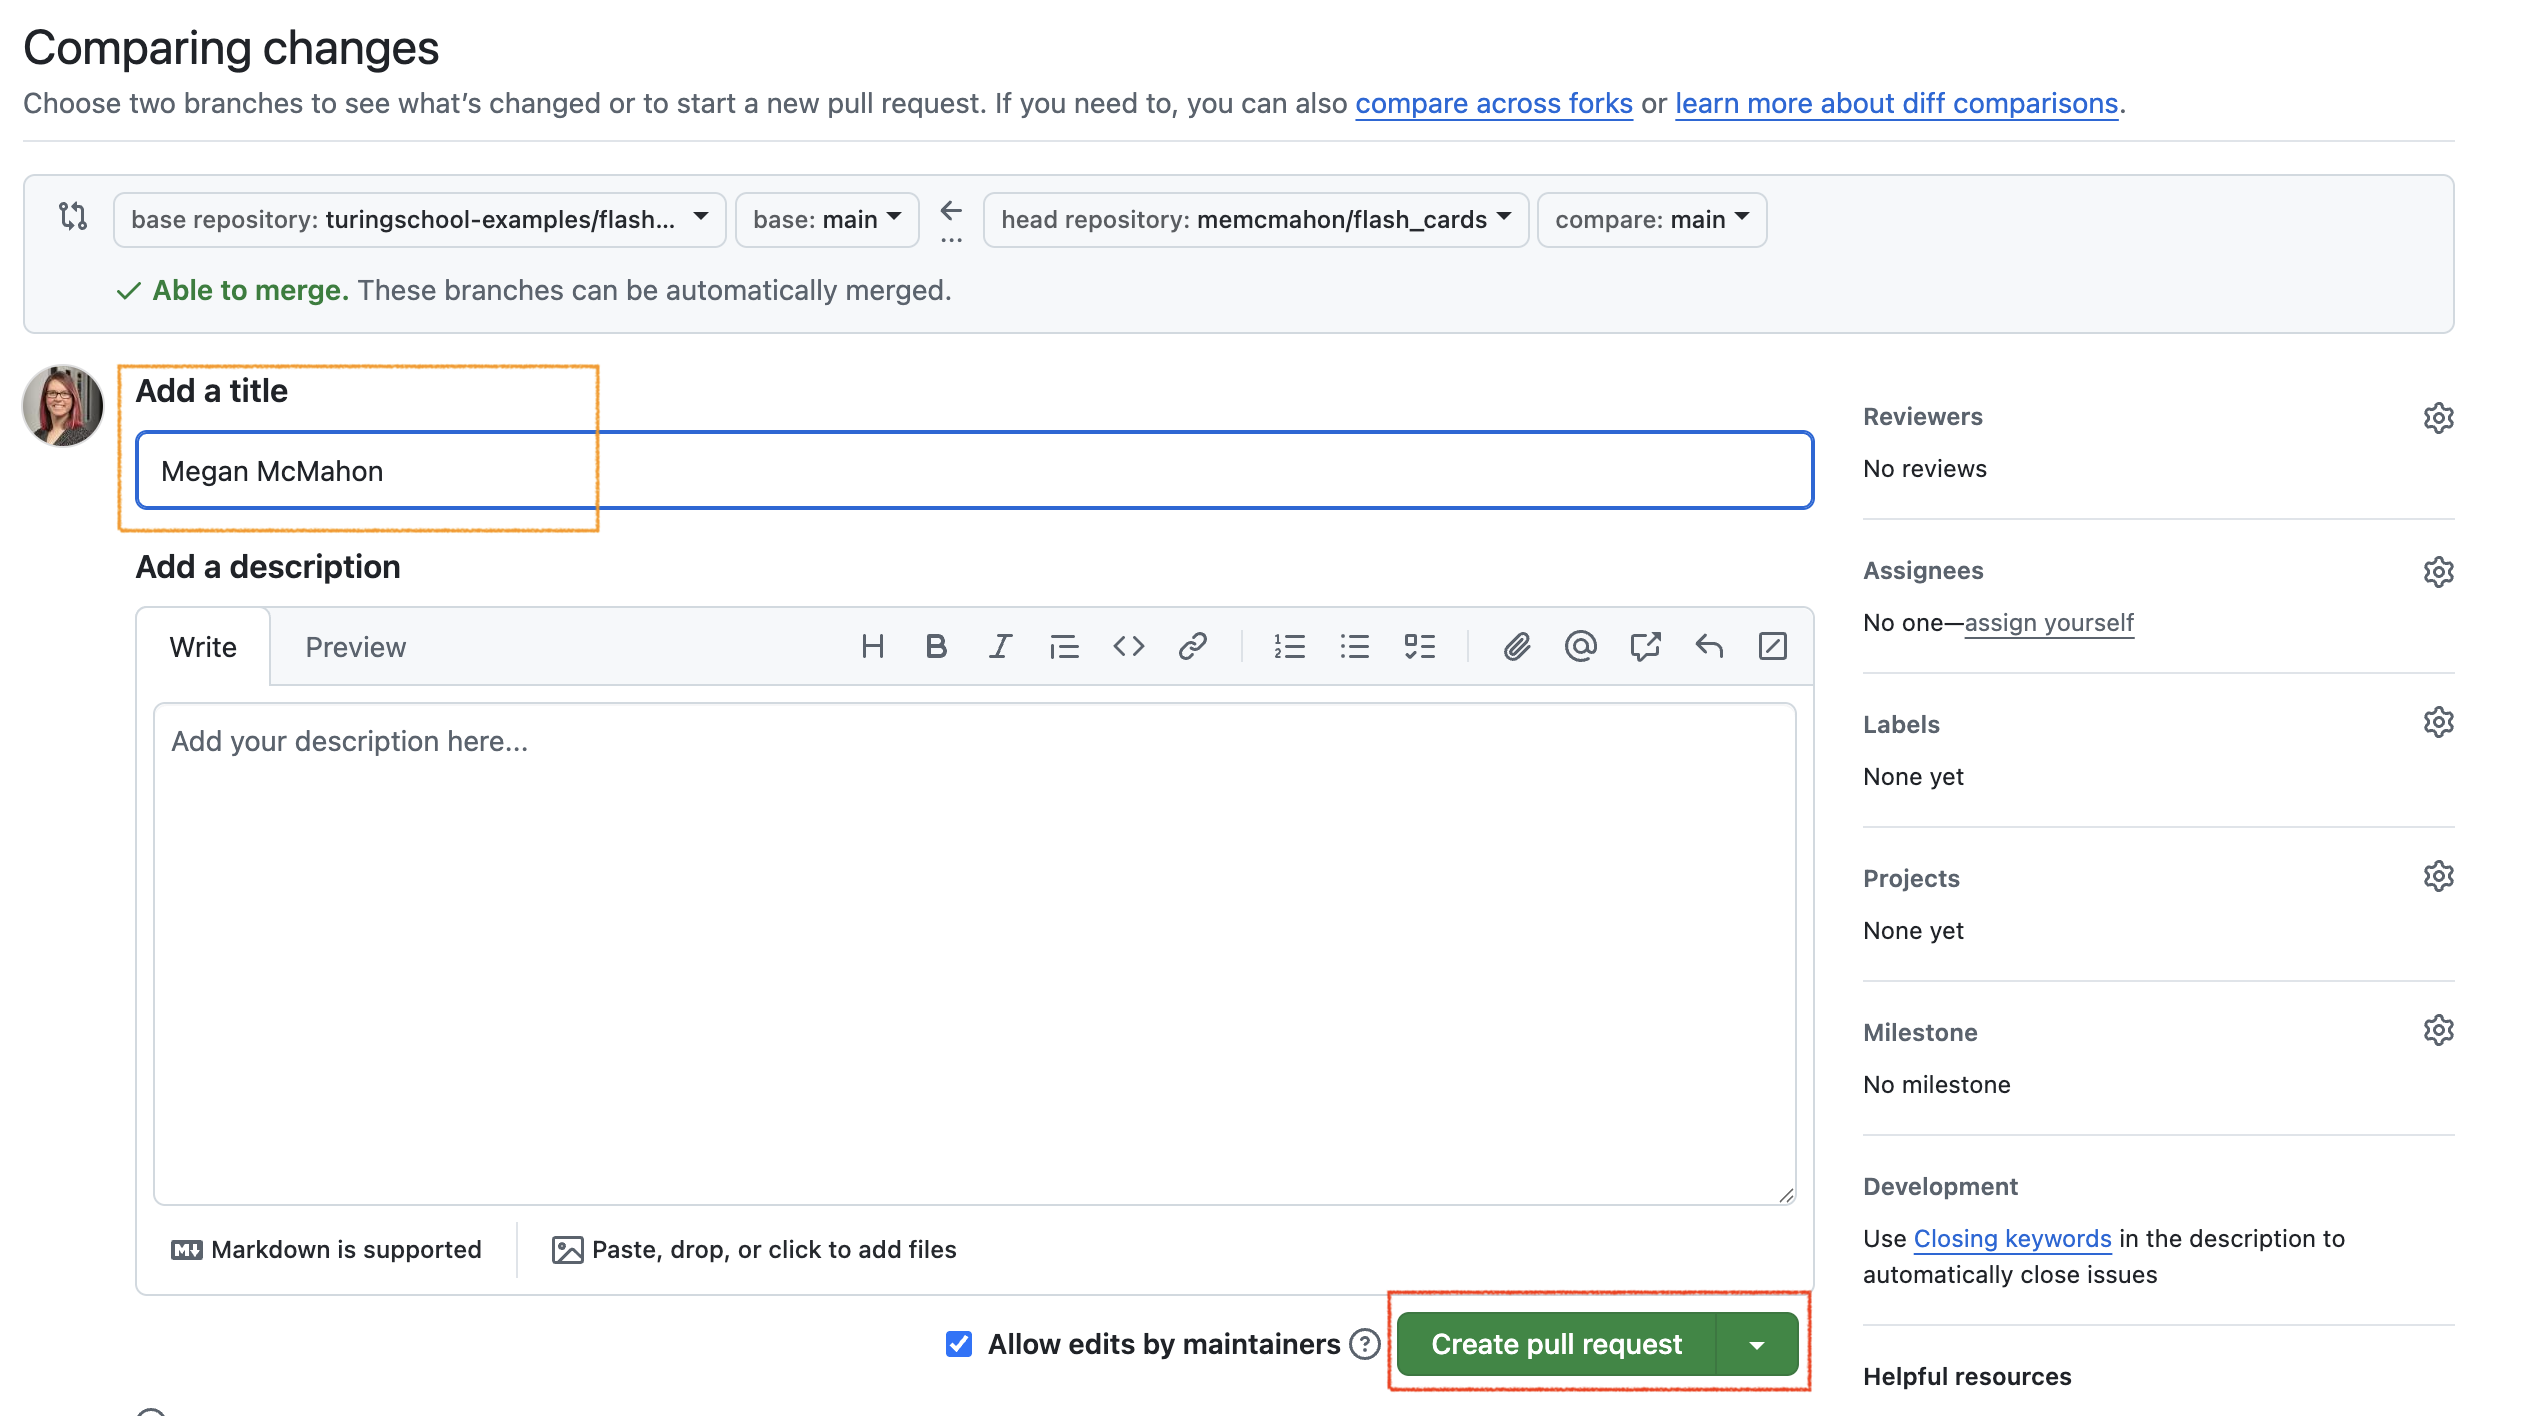 Comparing changes
Choose two branches to see what’s changed or to start a new pull request. If you need to, you can also compare across forks or learn more about diff comparisons.
base repository: turingschool-examples/flash... base: main head repository: memcmahon/flash_cards compare: main
Able to merge. These branches can be automatically merged.
Add a title
Megan McMahon
Add a description
Write Preview
Add your description here...
Markdown is supported Paste, drop, or click to add files
Allow edits by maintainers Create pull request
Reviewers
No reviews
Assignees
No one—assign yourself
Labels
None yet
Projects
None yet
Milestone
No milestone
Development
Use Closing keywords in the description to
automatically close issues
Helpful resources